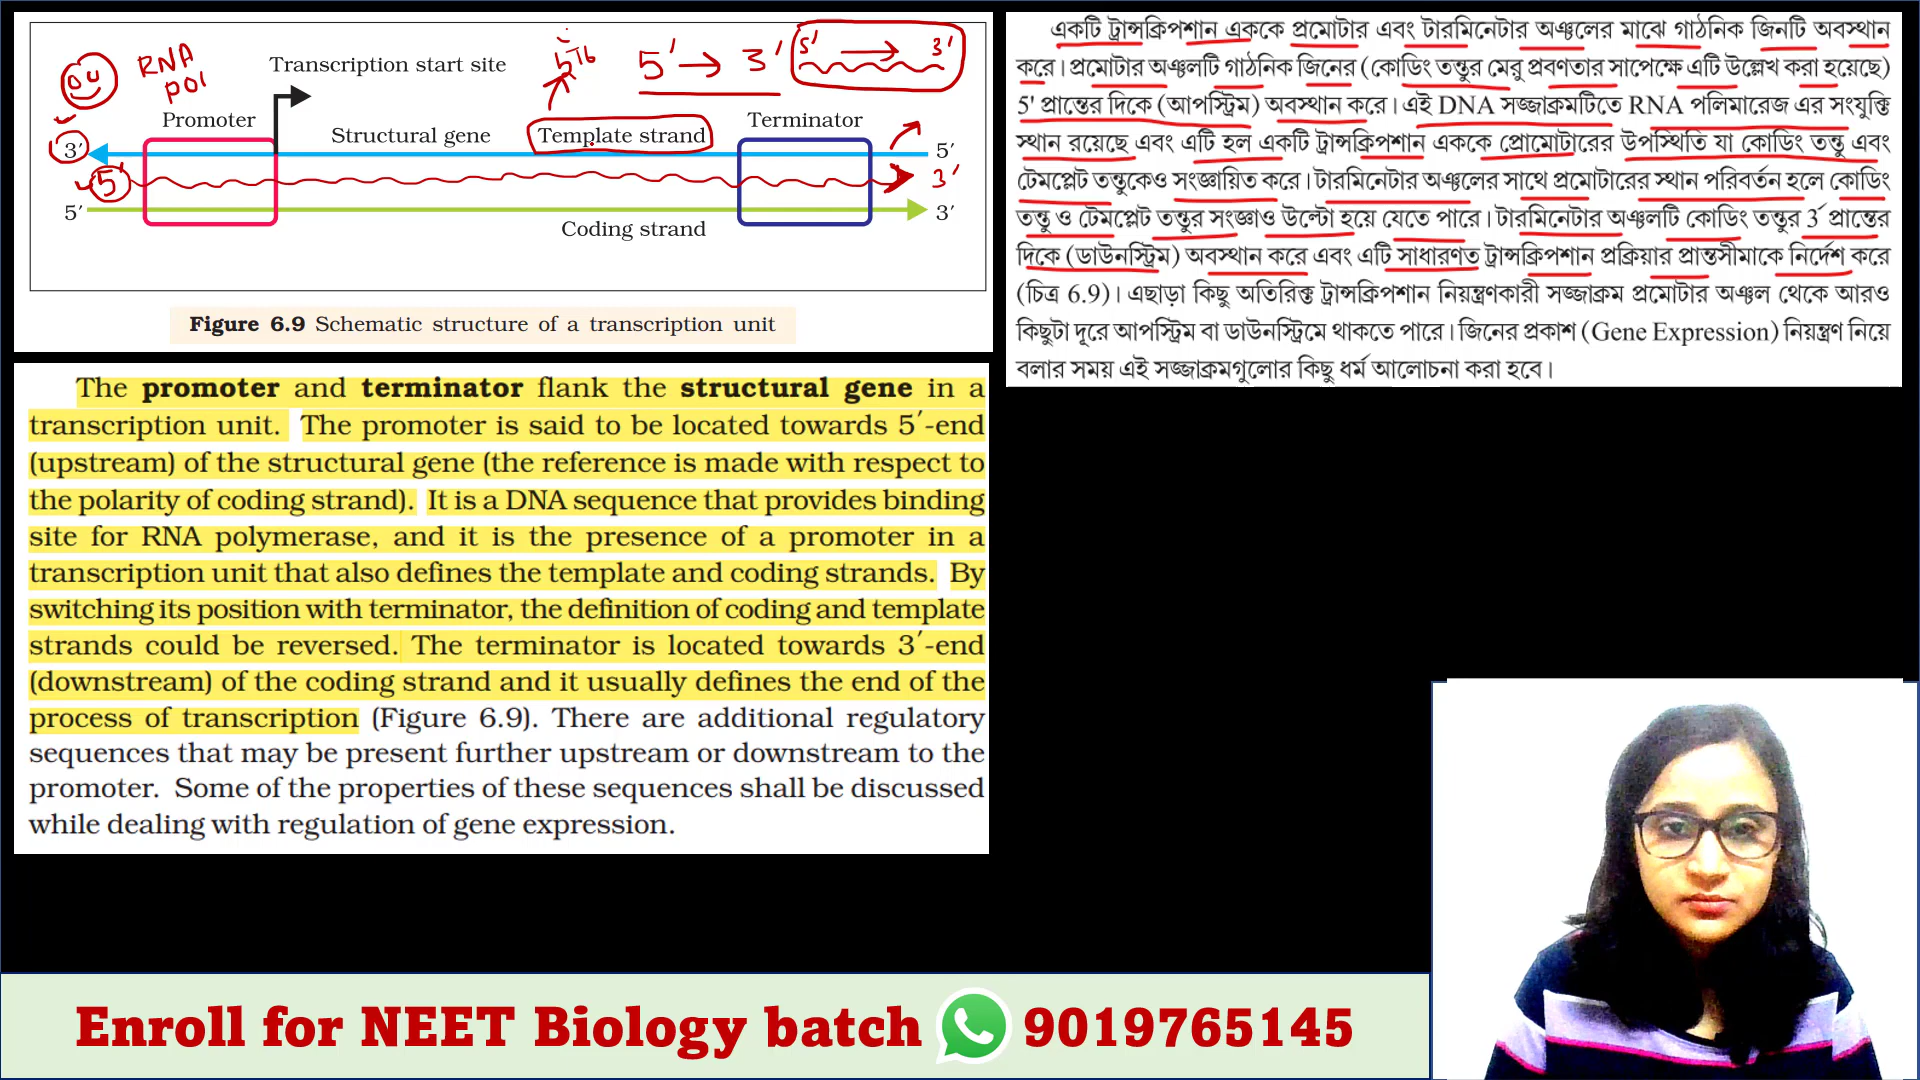 RNA
pol
Transcription start site
5' → 3'
5' → 3'
Promoter
Structural gene
Template strand
Terminator
3′
5′
5'
3'
5′
3′
Coding strand
Figure 6.9 Schematic structure of a transcription unit
The promoter and terminator flank the structural gene in a
transcription unit. The promoter is said to be located towards 5′-end
(upstream) of the structural gene (the reference is made with respect to
the polarity of coding strand). It is a DNA sequence that provides binding
site for RNA polymerase, and it is the presence of a promoter in a
transcription unit that also defines the template and coding strands. By
switching its position with terminator, the definition of coding and template
strands could be reversed. The terminator is located towards 3′-end
(downstream) of the coding strand and it usually defines the end of the
process of transcription (Figure 6.9). There are additional regulatory
sequences that may be present further upstream or downstream to the
promoter. Some of the properties of these sequences shall be discussed
while dealing with regulation of gene expression.
একটি ট্রান্সক্রিপশান এককে প্রমোটার এবং টারমিনেটার অঞ্চলের মাঝে গাঠনিক জিনটি অবস্থান
করে। প্রমোটার অঞ্চলটি গাঠনিক জিনের (কোডিং তন্তুর মেরু প্রবণতার সাপেক্ষে এটি উল্লেখ করা হয়েছে)
5' প্রান্তের দিকে (আপস্ট্রিম) অবস্থান করে। এই DNA সজ্জাক্রমটিতে RNA পলিমারেজ এর সংযুক্তি
স্থান রয়েছে এবং এটি হল একটি ট্রান্সক্রিপশান এককে প্রোমোটারের উপস্থিতি যা কোডিং তন্তু এবং
টেমপ্লেট তন্তুকেও সংজ্ঞায়িত করে। টারমিনেটার অঞ্চলের সাথে প্রমোটারের স্থান পরিবর্তন হলে কোডিং
তন্তু ও টেমপ্লেট তন্তুর সংজ্ঞাও উল্টো হয়ে যেতে পারে। টারমিনেটার অঞ্চলটি কোডিং তন্তুর 3′ প্রান্তের
দিকে (ডাউনস্ট্রিম) অবস্থান করে এবং এটি সাধারণত ট্রান্সক্রিপশান প্রক্রিয়ার প্রান্তসীমাকে নির্দেশ করে
(চিত্র 6.9)। এছাড়া কিছু অতিরিক্ত ট্রান্সক্রিপশান নিয়ন্ত্রণকারী সজ্জাক্রম প্রমোটার অঞ্চল থেকে আরও
কিছুটা দূরে আপস্ট্রিম বা ডাউনস্ট্রিমে থাকতে পারে। জিনের প্রকাশ (Gene Expression) নিয়ন্ত্রণ নিয়ে
বলার সময় এই সজ্জাক্রমগুলোর কিছু ধর্ম আলোচনা করা হবে।
Enroll for NEET Biology batch 9019765145